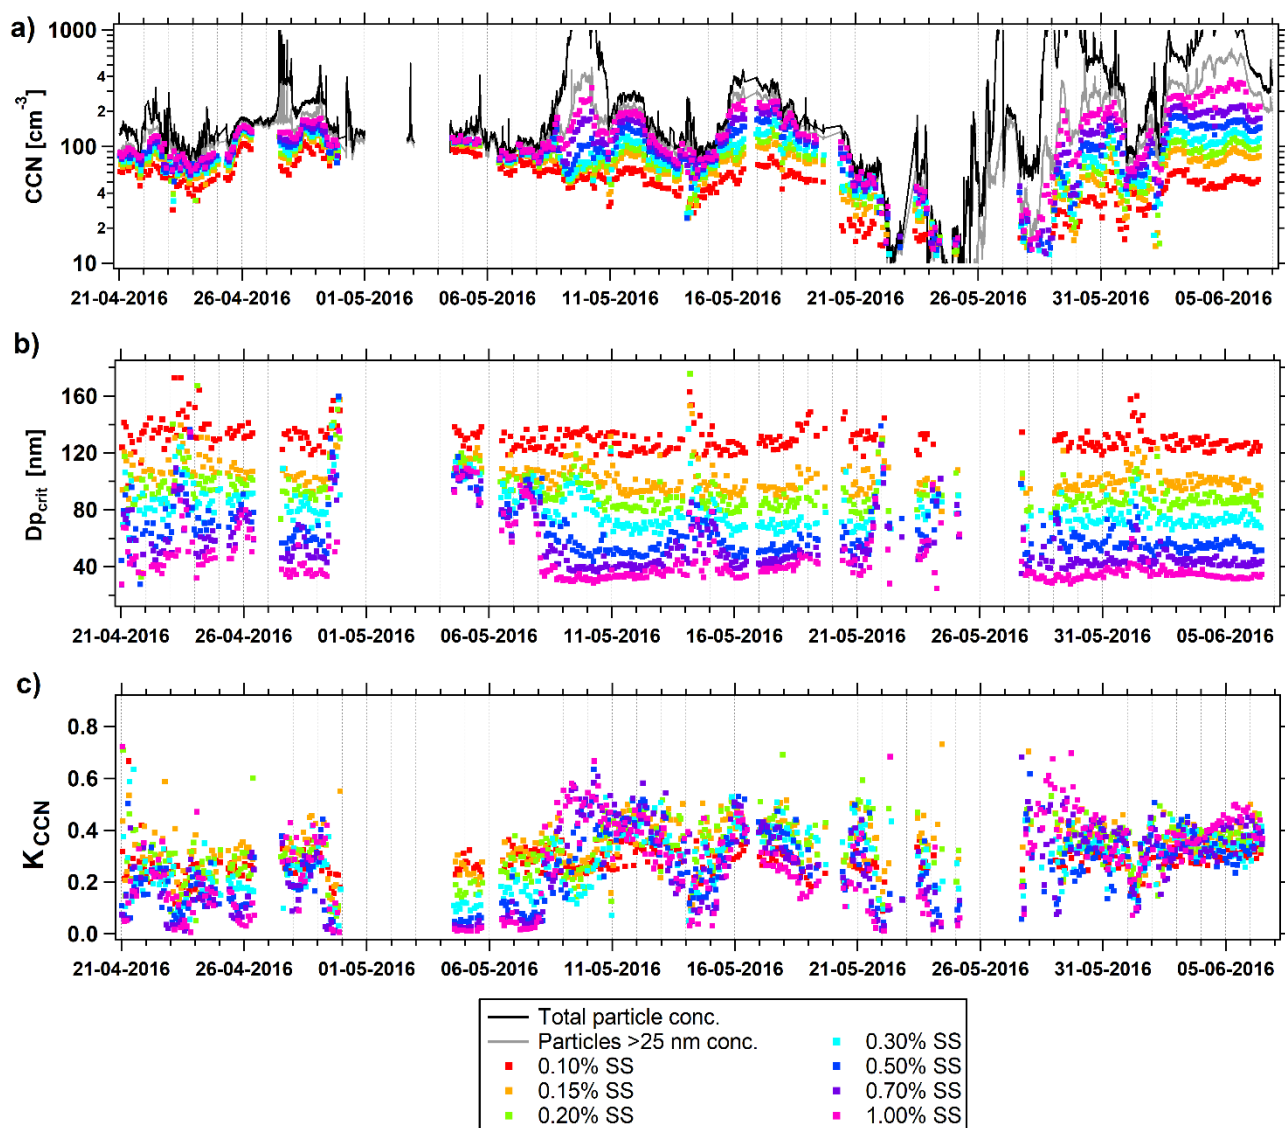 a)
CCN [cm⁻³]
1000
4
2
100
4
2
10
21-04-2016 26-04-2016 01-05-2016 06-05-2016 11-05-2016 16-05-2016 21-05-2016 26-05-2016 31-05-2016 05-06-2016
b)
Dpcrit [nm]
160
120
80
40
21-04-2016 26-04-2016 01-05-2016 06-05-2016 11-05-2016 16-05-2016 21-05-2016 26-05-2016 31-05-2016 05-06-2016
c)
KCCN
0.8
0.6
0.4
0.2
0.0
21-04-2016 26-04-2016 01-05-2016 06-05-2016 11-05-2016 16-05-2016 21-05-2016 26-05-2016 31-05-2016 05-06-2016
Total particle conc.
Particles >25 nm conc.
0.10% SS
0.15% SS
0.20% SS
0.30% SS
0.50% SS
0.70% SS
1.00% SS